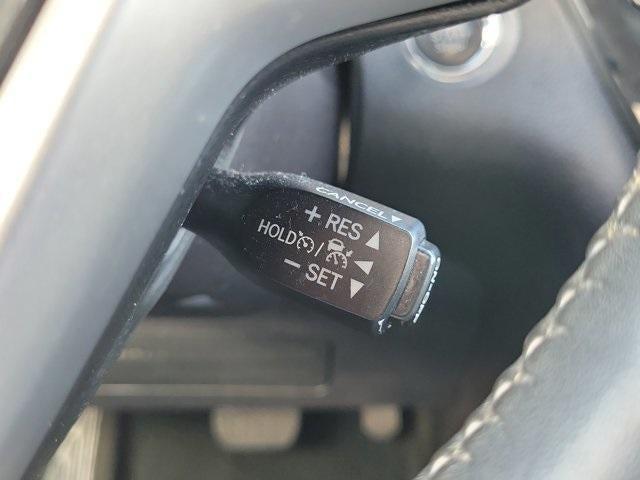 CANCEL▼
+ RES ▲
HOLD / ◀
− SET ▼